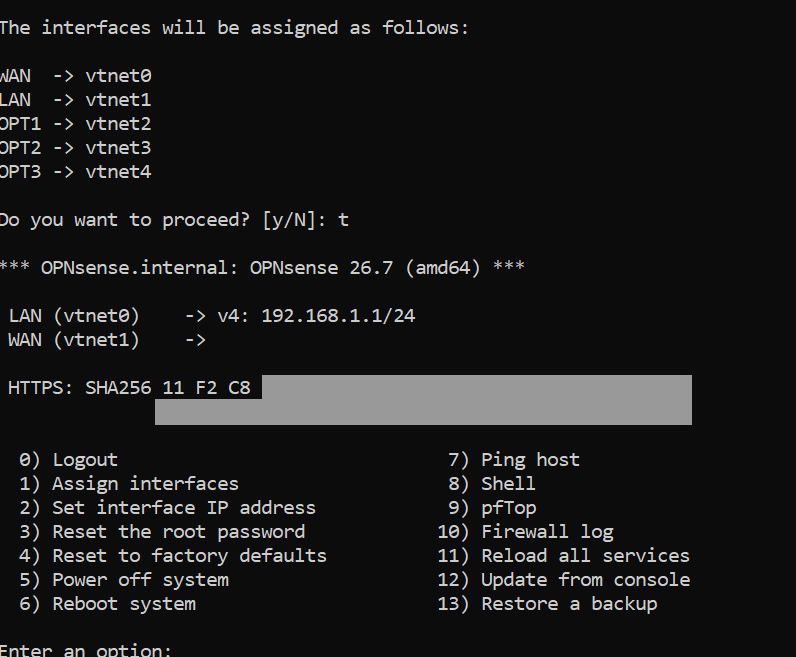 The interfaces will be assigned as follows:
WAN -> vtnet0
LAN -> vtnet1
OPT1 -> vtnet2
OPT2 -> vtnet3
OPT3 -> vtnet4
Do you want to proceed? [y/N]: t
*** OPNsense.internal: OPNsense 26.7 (amd64) ***
LAN (vtnet0) -> v4: 192.168.1.1/24
WAN (vtnet1) ->
HTTPS: SHA256 11 F2 C8
0) Logout 7) Ping host
1) Assign interfaces 8) Shell
2) Set interface IP address 9) pfTop
3) Reset the root password 10) Firewall log
4) Reset to factory defaults 11) Reload all services
5) Power off system 12) Update from console
6) Reboot system 13) Restore a backup
Enter an option: